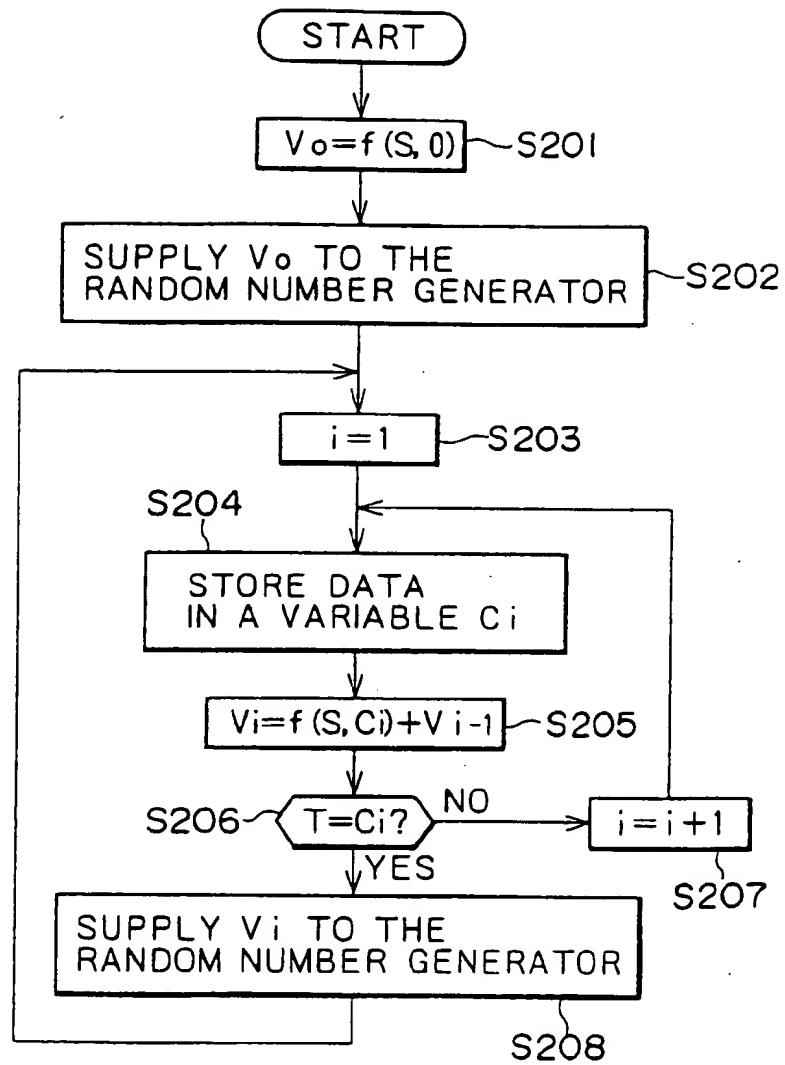 START
Vo=f(S,0)
S201
SUPPLY Vo TO THE
RANDOM NUMBER GENERATOR
S202
i=1
S203
S204
STORE DATA
IN A VARIABLE Ci
Vi=f(S,Ci)+Vi-1
S205
S206
T=Ci?
NO
i=i+1
S207
YES
SUPPLY Vi TO THE
RANDOM NUMBER GENERATOR
S208